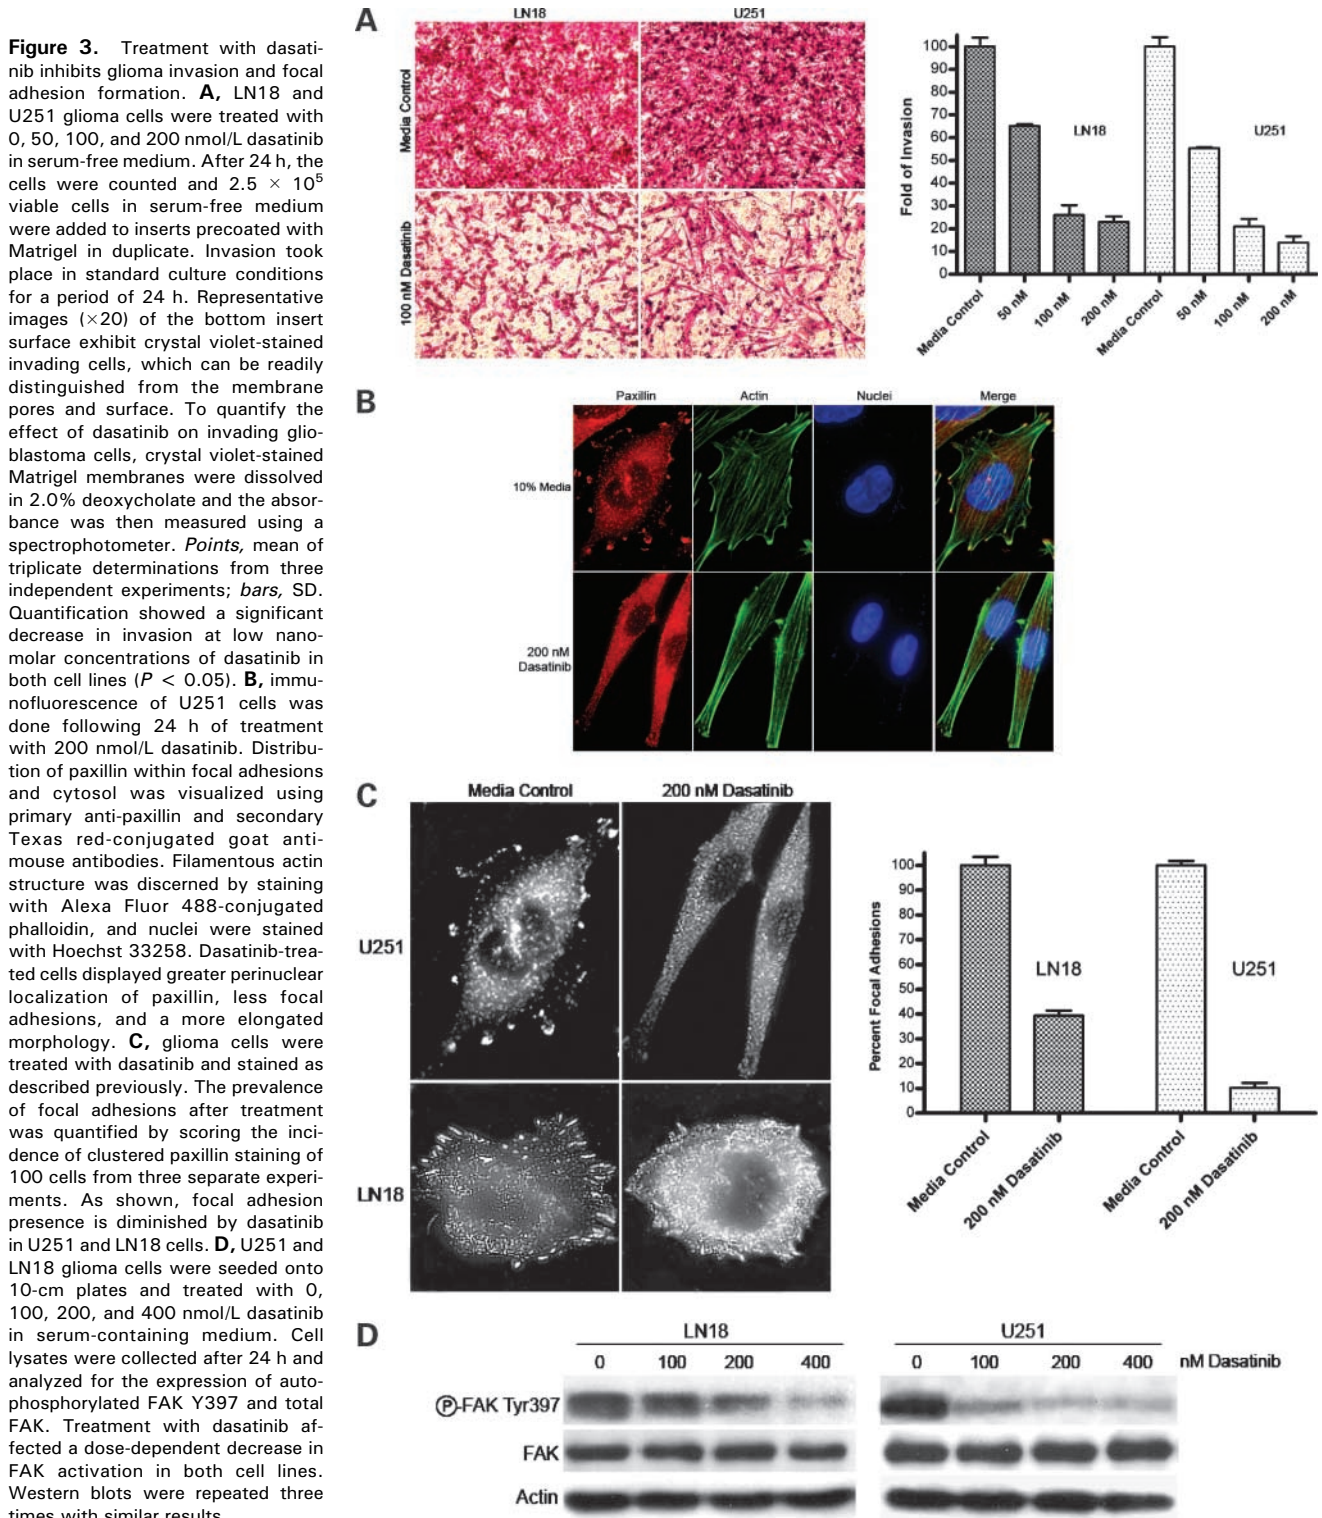 Figure 3. Treatment with dasati-
nib inhibits glioma invasion and focal
adhesion formation. A, LN18 and
U251 glioma cells were treated with
0, 50, 100, and 200 nmol/L dasatinib
in serum-free medium. After 24 h, the
cells were counted and 2.5 × 10⁵
viable cells in serum-free medium
were added to inserts precoated with
Matrigel in duplicate. Invasion took
place in standard culture conditions
for a period of 24 h. Representative
images (×20) of the bottom insert
surface exhibit crystal violet-stained
invading cells, which can be readily
distinguished from the membrane
pores and surface. To quantify the
effect of dasatinib on invading glio-
blastoma cells, crystal violet-stained
Matrigel membranes were dissolved
in 2.0% deoxycholate and the absor-
bance was then measured using a
spectrophotometer. Points, mean of
triplicate determinations from three
independent experiments; bars, SD.
Quantification showed a significant
decrease in invasion at low nano-
molar concentrations of dasatinib in
both cell lines (P < 0.05). B, immu-
nofluorescence of U251 cells was
done following 24 h of treatment
with 200 nmol/L dasatinib. Distribu-
tion of paxillin within focal adhesions
and cytosol was visualized using
primary anti-paxillin and secondary
Texas red-conjugated goat anti-
mouse antibodies. Filamentous actin
structure was discerned by staining
with Alexa Fluor 488-conjugated
phalloidin, and nuclei were stained
with Hoechst 33258. Dasatinib-trea-
ted cells displayed greater perinuclear
localization of paxillin, less focal
adhesions, and a more elongated
morphology. C, glioma cells were
treated with dasatinib and stained as
described previously. The prevalence
of focal adhesions after treatment
was quantified by scoring the inci-
dence of clustered paxillin staining of
100 cells from three separate experi-
ments. As shown, focal adhesion
presence is diminished by dasatinib
in U251 and LN18 cells. D, U251 and
LN18 glioma cells were seeded onto
10-cm plates and treated with 0,
100, 200, and 400 nmol/L dasatinib
in serum-containing medium. Cell
lysates were collected after 24 h and
analyzed for the expression of auto-
phosphorylated FAK Y397 and total
FAK. Treatment with dasatinib af-
fected a dose-dependent decrease in
FAK activation in both cell lines.
Western blots were repeated three
times with similar results.
A
LN18 U251
Media Control
100 nM Dasatinib
Fold of Invasion
100
90
80
70
60
50
40
30
20
10
0
LN18 U251
Media Control 50 nM 100 nM 200 nM Media Control 50 nM 100 nM 200 nM
B
Paxillin Actin Nuclei Merge
10% Media
200 nM
Dasatinib
C
Media Control 200 nM Dasatinib
U251
LN18
Percent Focal Adhesions
100
90
80
70
60
50
40
30
20
10
0
LN18 U251
Media Control 200 nM Dasatinib Media Control 200 nM Dasatinib
D
LN18 U251
0 100 200 400 0 100 200 400 nM Dasatinib
Ⓟ-FAK Tyr397
FAK
Actin